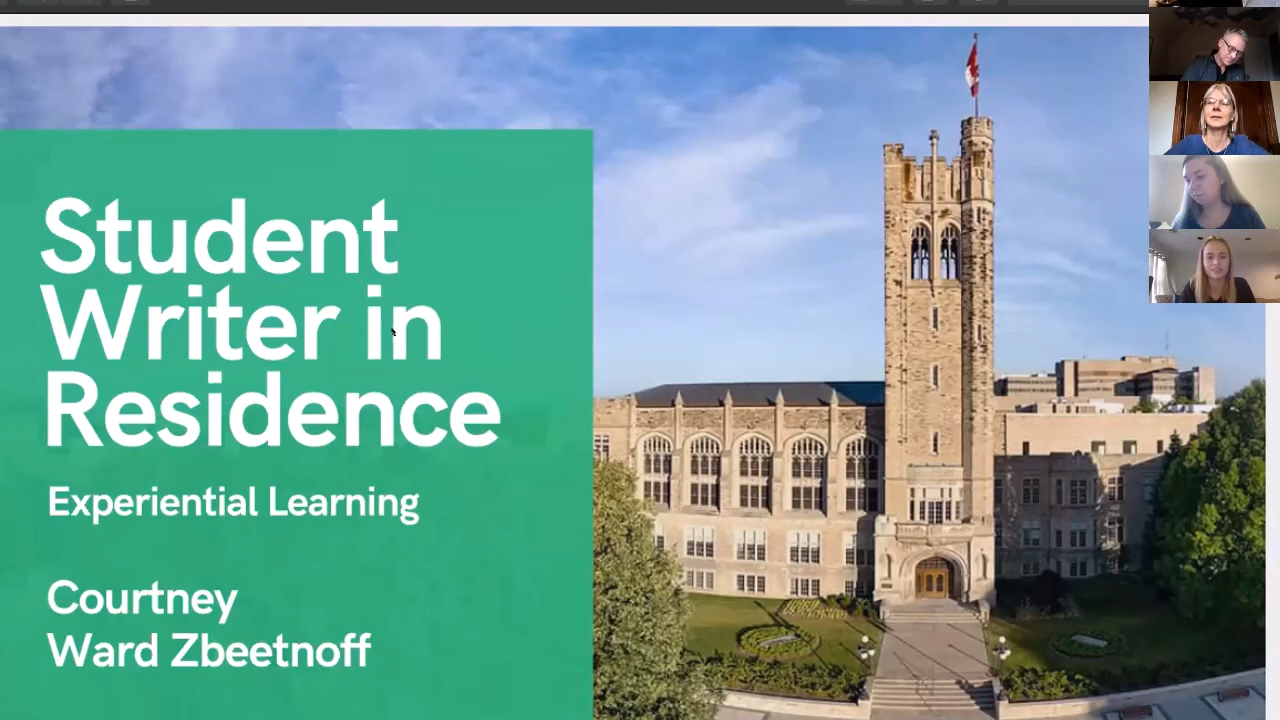 Student
Writer in
Residence
Experiential Learning
Courtney
Ward Zbeetnoff